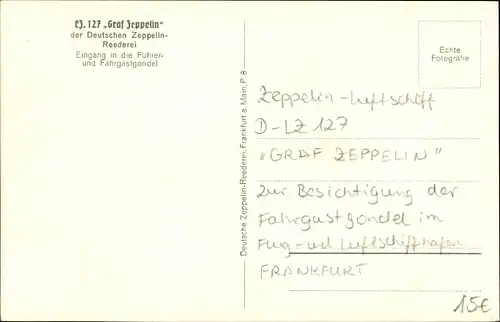 LZ. 127 „Graf Zeppelin“
der Deutschen Zeppelin-
Reederei
Eingang in die Führer-
und Fahrgastgondel
Deutsche Zeppelin-Reederei, Frankfurt a. Main, P. 8
Echte
Fotografie
Zeppelin-Luftschiff
D-LZ 127
„GRAF ZEPPELIN"
zur Besichtigung der
Fahrgastgondel im
Flug-und Luftschiffhafen
FRANKFURT
15€